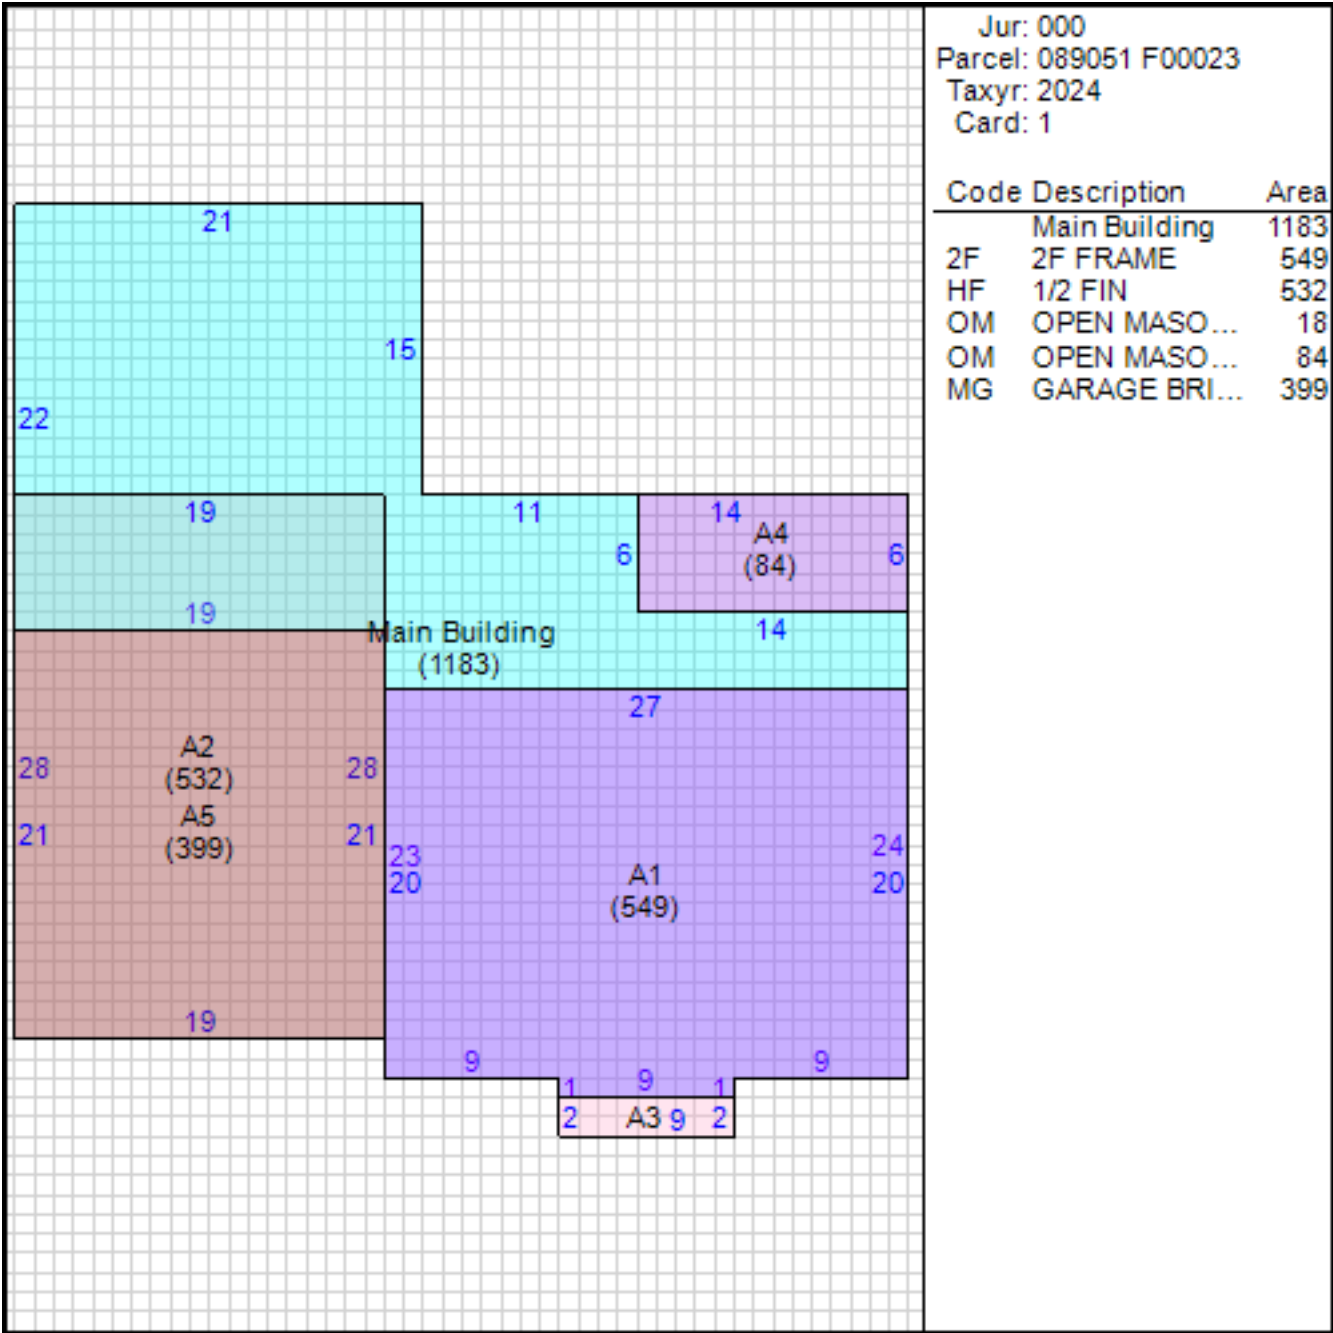 Jur: 000
Parcel: 089051 F00023
Taxyr: 2024
Card: 1
Code Description Area
Main Building 1183
2F 2F FRAME 549
HF 1/2 FIN 532
OM OPEN MASO... 18
OM OPEN MASO... 84
MG GARAGE BRI... 399
21
15
22
19
11
14
A4
6
6
(84)
19
14
Main Building
(1183)
27
A2
28
28
(532)
A5
21
21
(399)
23
24
20
20
A1
(549)
19
9
9
9
1
1
2
A3
9
2